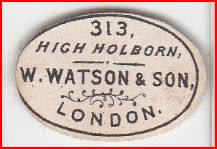 313,
HIGH HOLBORN,
W. WATSON & SON,
LONDON.